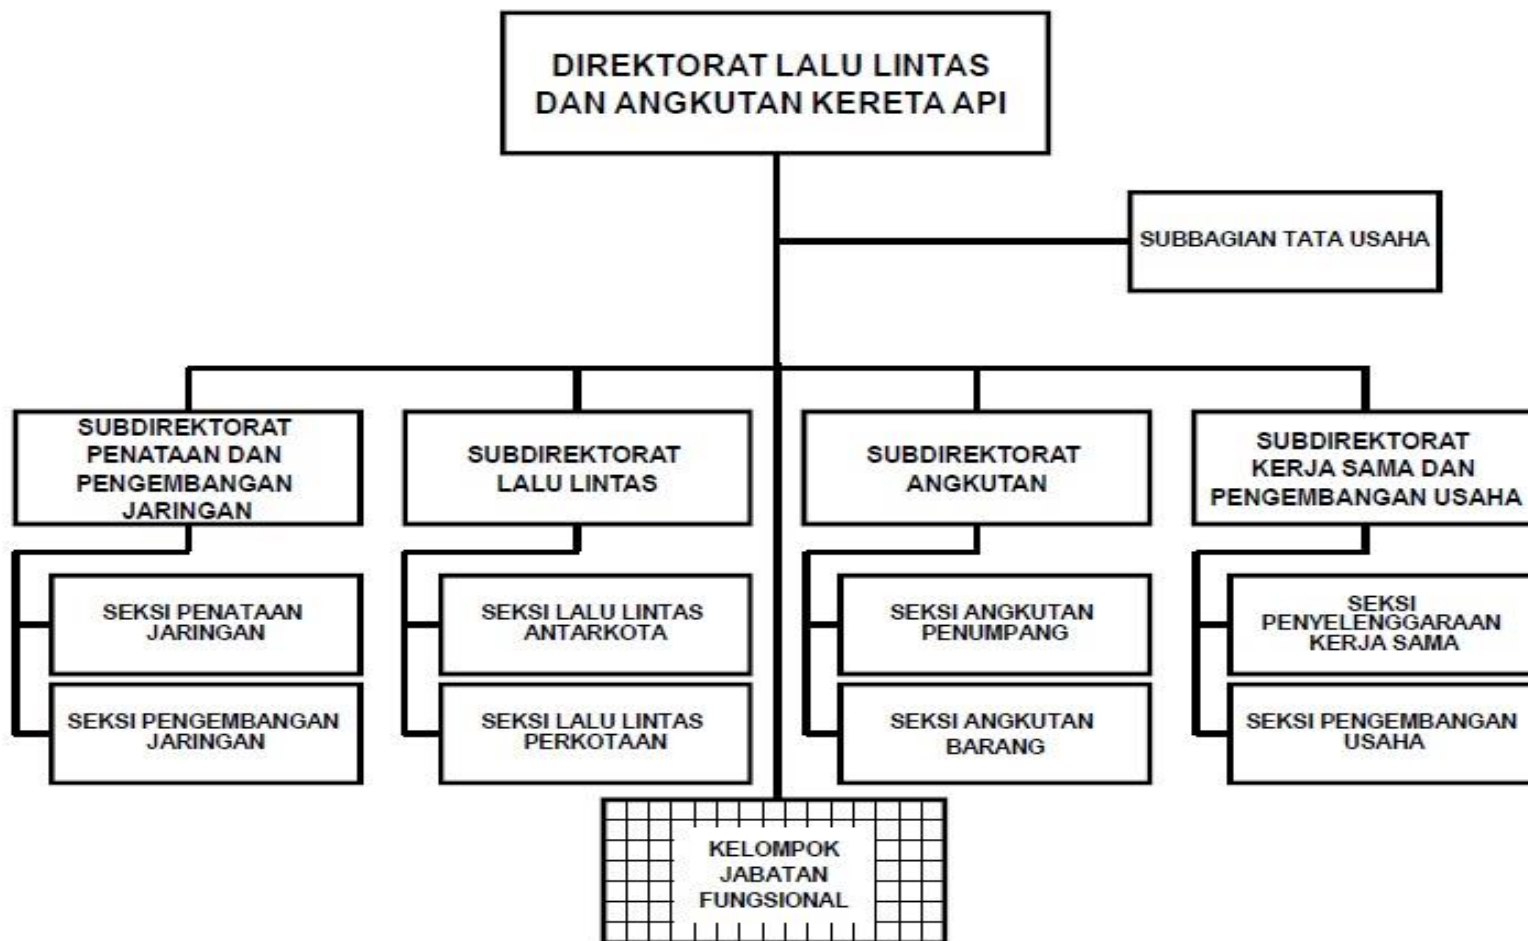 DIREKTORAT LALU LINTAS
DAN ANGKUTAN KERETA API
SUBBAGIAN TATA USAHA
SUBDIREKTORAT
PENATAAN DAN
PENGEMBANGAN
JARINGAN
SUBDIREKTORAT
LALU LINTAS
SUBDIREKTORAT
ANGKUTAN
SUBDIREKTORAT
KERJA SAMA DAN
PENGEMBANGAN USAHA
SEKSI PENATAAN
JARINGAN
SEKSI LALU LINTAS
ANTARKOTA
SEKSI ANGKUTAN
PENUMPANG
SEKSI
PENYELENGGARAAN
KERJA SAMA
SEKSI PENGEMBANGAN
JARINGAN
SEKSI LALU LINTAS
PERKOTAAN
SEKSI ANGKUTAN
BARANG
SEKSI PENGEMBANGAN
USAHA
KELOMPOK
JABATAN
FUNGSIONAL